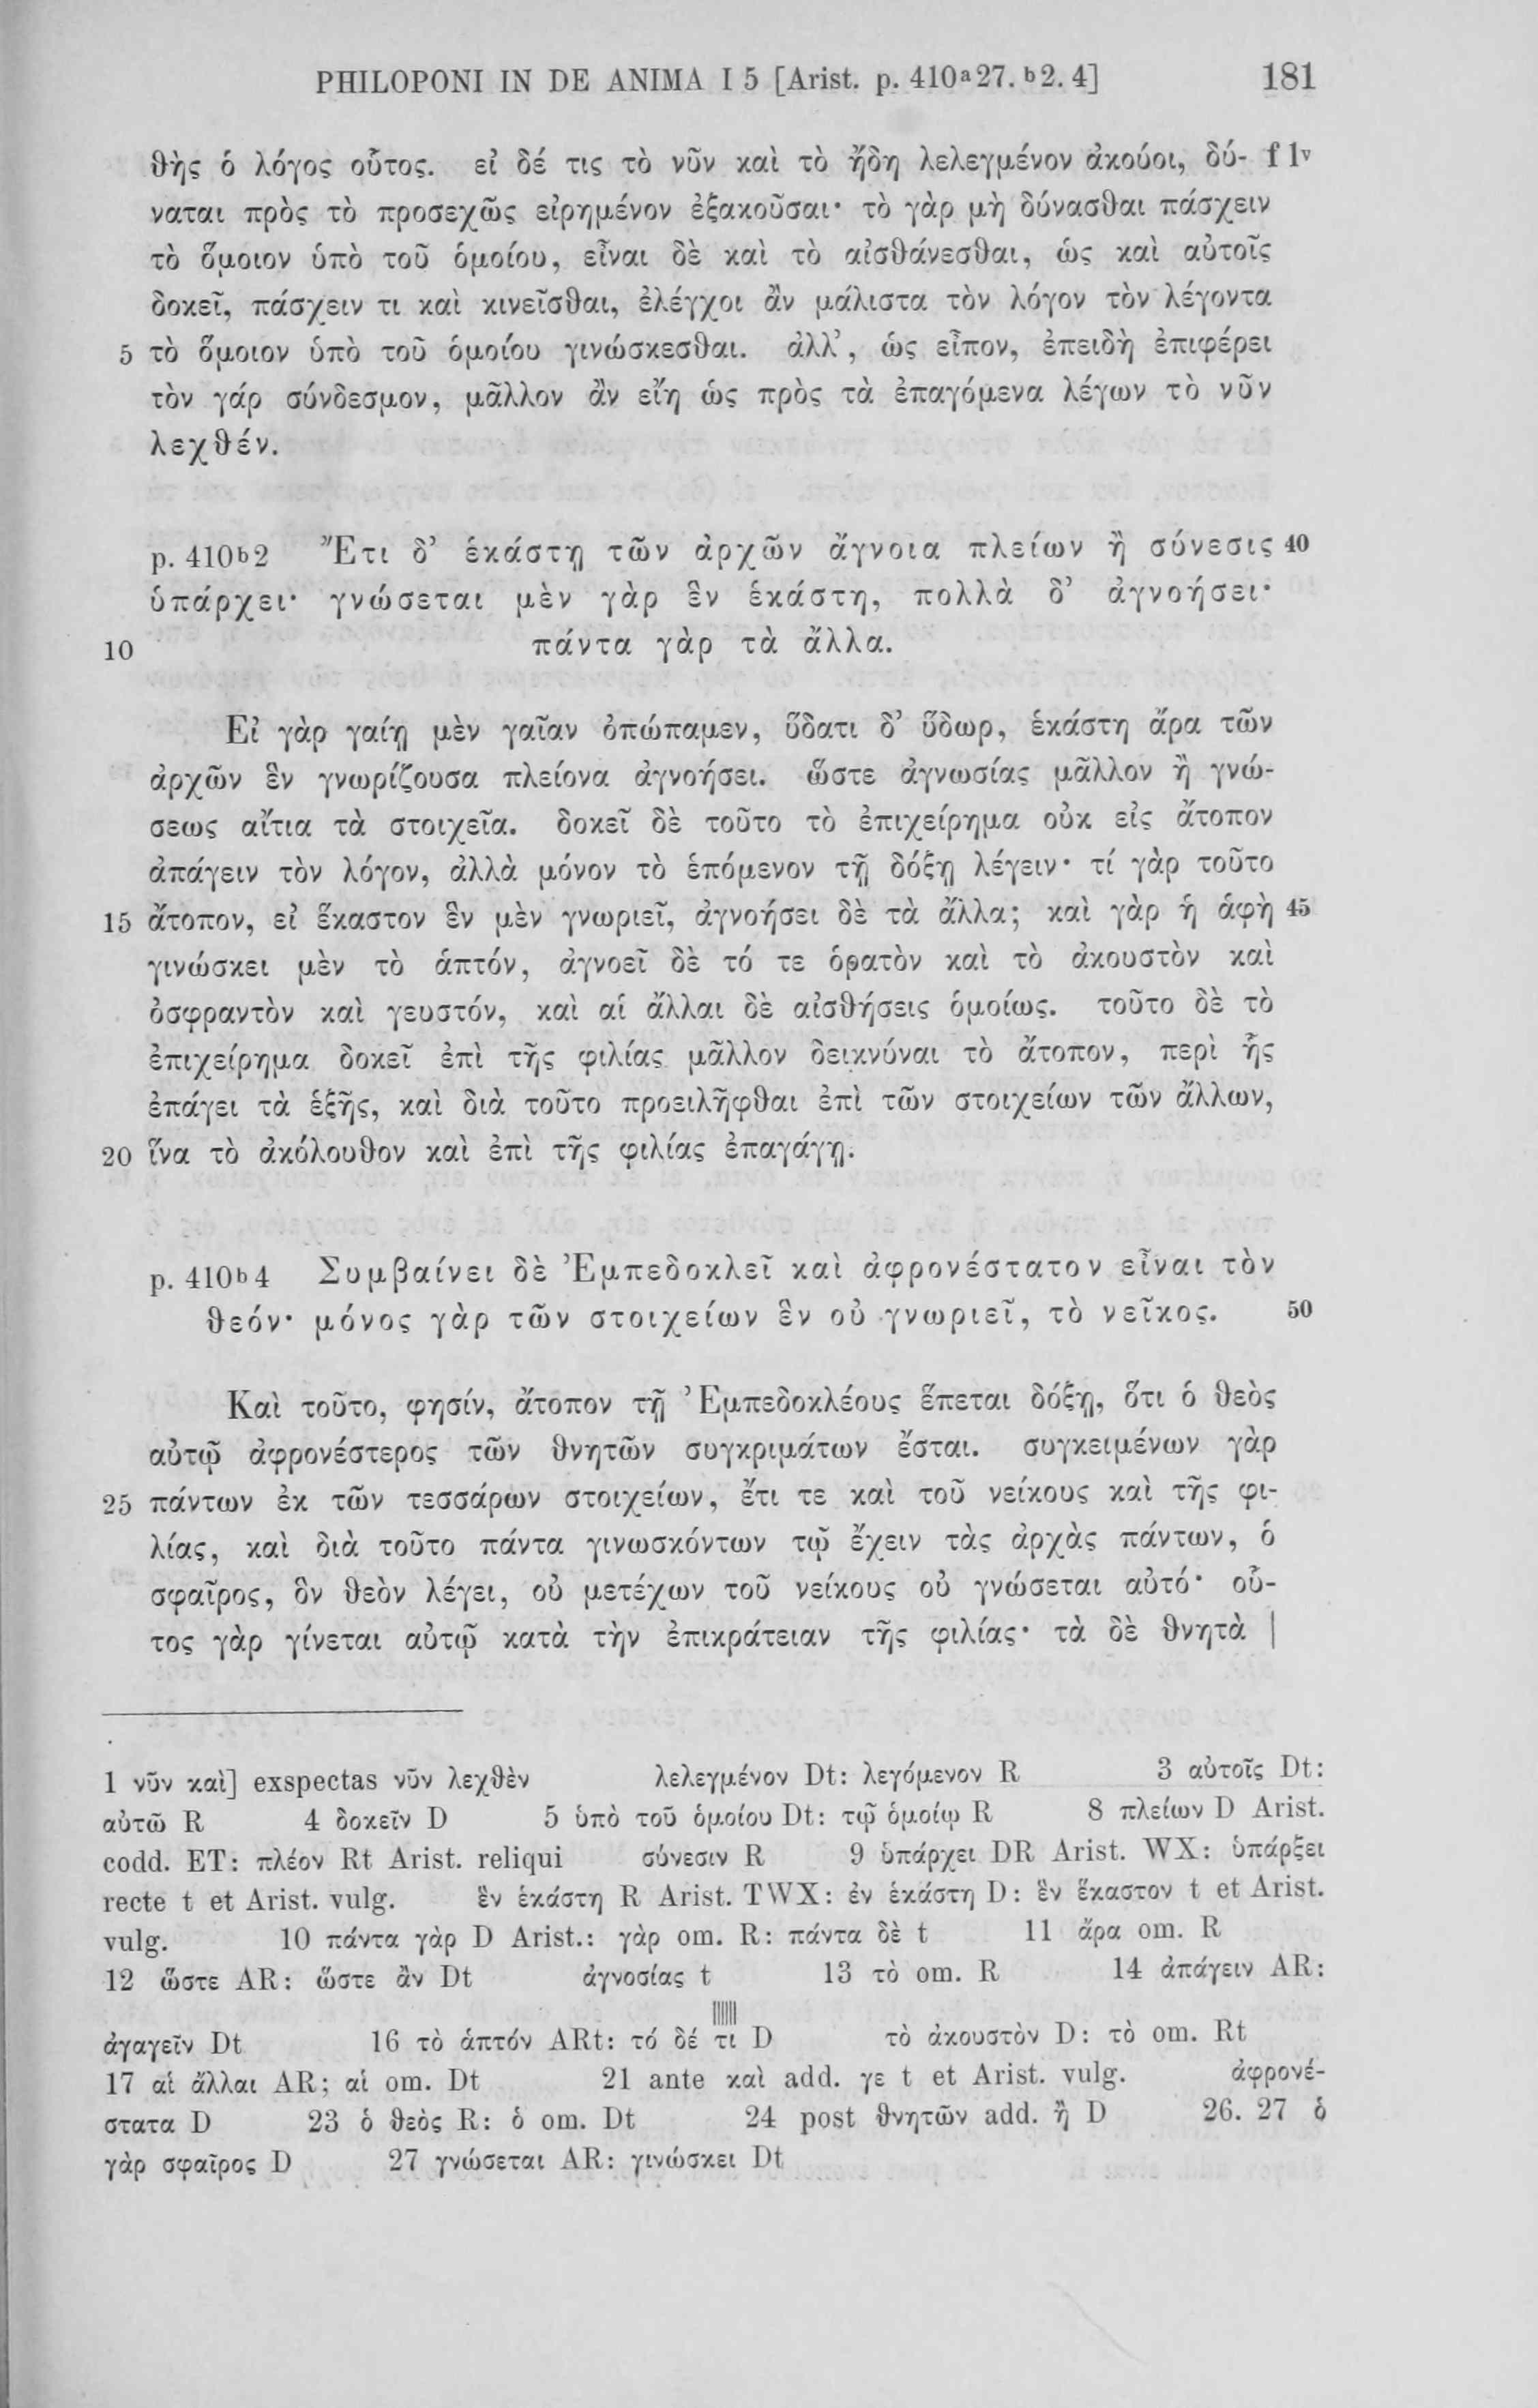 PHILOPONI IN DE ANIMA I 5 [Arist. p. 410ᵃ27. ᵇ2. 4] 181
θὴς ὁ λόγος οὗτος. εἰ δέ τις τὸ νῦν καὶ τὸ ἤδη λελεγμένον ἀκούοι, δύ- f 1ᵛ
ναται πρὸς τὸ προσεχῶς εἰρημένον ἐξακοῦσαι· τὸ γὰρ μὴ δύνασθαι πάσχειν
τὸ ὅμοιον ὑπὸ τοῦ ὁμοίου, εἶναι δὲ καὶ τὸ αἰσθάνεσθαι, ὡς καὶ αὐτοῖς
δοκεῖ, πάσχειν τι καὶ κινεῖσθαι, ἐλέγχοι ἂν μάλιστα τὸν λόγον τὸν λέγοντα
5 τὸ ὅμοιον ὑπὸ τοῦ ὁμοίου γινώσκεσθαι. ἀλλ’, ὡς εἶπον, ἐπειδὴ ἐπιφέρει
τὸν γάρ σύνδεσμον, μᾶλλον ἂν εἴη ὡς πρὸς τὰ ἐπαγόμενα λέγων τὸ νῦν
λεχθέν.
p. 410ᵇ2 Ἔτι δ’ ἑκάστῃ τῶν ἀρχῶν ἄγνοια πλείων ἢ σύνεσις 40
ὑπάρχει· γνώσεται μὲν γὰρ ἓν ἑκάστη, πολλὰ δ’ ἀγνοήσει·
10 πάντα γὰρ τὰ ἄλλα.
Εἰ γὰρ γαίῃ μὲν γαῖαν ὀπώπαμεν, ὕδατι δ’ ὕδωρ, ἑκάστη ἄρα τῶν
ἀρχῶν ἓν γνωρίζουσα πλείονα ἀγνοήσει. ὥστε ἀγνωσίας μᾶλλον ἢ γνώ-
σεως αἴτια τὰ στοιχεῖα. δοκεῖ δὲ τοῦτο τὸ ἐπιχείρημα οὐκ εἰς ἄτοπον
ἀπάγειν τὸν λόγον, ἀλλὰ μόνον τὸ ἑπόμενον τῇ δόξῃ λέγειν· τί γὰρ τοῦτο
15 ἄτοπον, εἰ ἕκαστον ἓν μὲν γνωριεῖ, ἀγνοήσει δὲ τὰ ἄλλα; καὶ γὰρ ἡ ἁφὴ 45
γινώσκει μὲν τὸ ἁπτόν, ἀγνοεῖ δὲ τό τε ὁρατὸν καὶ τὸ ἀκουστὸν καὶ
ὀσφραντὸν καὶ γευστόν, καὶ αἱ ἄλλαι δὲ αἰσθήσεις ὁμοίως. τοῦτο δὲ τὸ
ἐπιχείρημα δοκεῖ ἐπὶ τῆς φιλίας μᾶλλον δεικνύναι τὸ ἄτοπον, περὶ ἧς
ἐπάγει τὰ ἑξῆς, καὶ διὰ τοῦτο προειλῆφθαι ἐπὶ τῶν στοιχείων τῶν ἄλλων,
20 ἵνα τὸ ἀκόλουθον καὶ ἐπὶ τῆς φιλίας ἐπαγάγῃ.
p. 410ᵇ4 Συμβαίνει δὲ Ἐμπεδοκλεῖ καὶ ἀφρονέστατον εἶναι τὸν
θεόν· μόνος γὰρ τῶν στοιχείων ἓν οὐ γνωριεῖ, τὸ νεῖκος. 50
Καὶ τοῦτο, φησίν, ἄτοπον τῇ Ἐμπεδοκλέους ἕπεται δόξῃ, ὅτι ὁ θεὸς
αὐτῷ ἀφρονέστερος τῶν θνητῶν συγκριμάτων ἔσται. συγκειμένων γὰρ
25 πάντων ἐκ τῶν τεσσάρων στοιχείων, ἔτι τε καὶ τοῦ νείκους καὶ τῆς φι-
λίας, καὶ διὰ τοῦτο πάντα γινωσκόντων τῷ ἔχειν τὰς ἀρχὰς πάντων, ὁ
σφαῖρος, ὃν θεὸν λέγει, οὐ μετέχων τοῦ νείκους οὐ γνώσεται αὐτό· οὗ-
τος γὰρ γίνεται αὐτῷ κατὰ τὴν ἐπικράτειαν τῆς φιλίας· τὰ δὲ θνητὰ |
1 νῦν καὶ] exspectas νῦν λεχθὲν λελεγμένον Dt: λεγόμενον R 3 αὐτοῖς Dt:
αὐτῶ R 4 δοκεῖν D 5 ὑπὸ τοῦ ὁμοίου Dt: τῷ ὁμοίῳ R 8 πλείων D Arist.
codd. ET: πλέον Rt Arist. reliqui σύνεσιν R 9 ὑπάρχει DR Arist. WX: ὑπάρξει
recte t et Arist. vulg. ἓν ἑκάστη R Arist. TWX: ἐν ἑκάστη D: ἓν ἕκαστον t et Arist.
vulg. 10 πάντα γὰρ D Arist.: γὰρ om. R: πάντα δὲ t 11 ἄρα om. R
12 ὥστε AR: ὥστε ἂν Dt ἀγνοσίας t 13 τὸ om. R 14 ἀπάγειν AR:
ἀγαγεῖν Dt 16 τὸ ἁπτόν ARt: τό δέ τι D τὸ ἀκουστὸν D: τὸ om. Rt
17 αἱ ἄλλαι AR; αἱ om. Dt 21 ante καὶ add. γε t et Arist. vulg. ἀφρονέ-
στατα D 23 ὁ θεὸς R: ὁ om. Dt 24 post θνητῶν add. ἢ D 26. 27 ὁ
γὰρ σφαῖρος D 27 γνώσεται AR: γινώσκει Dt